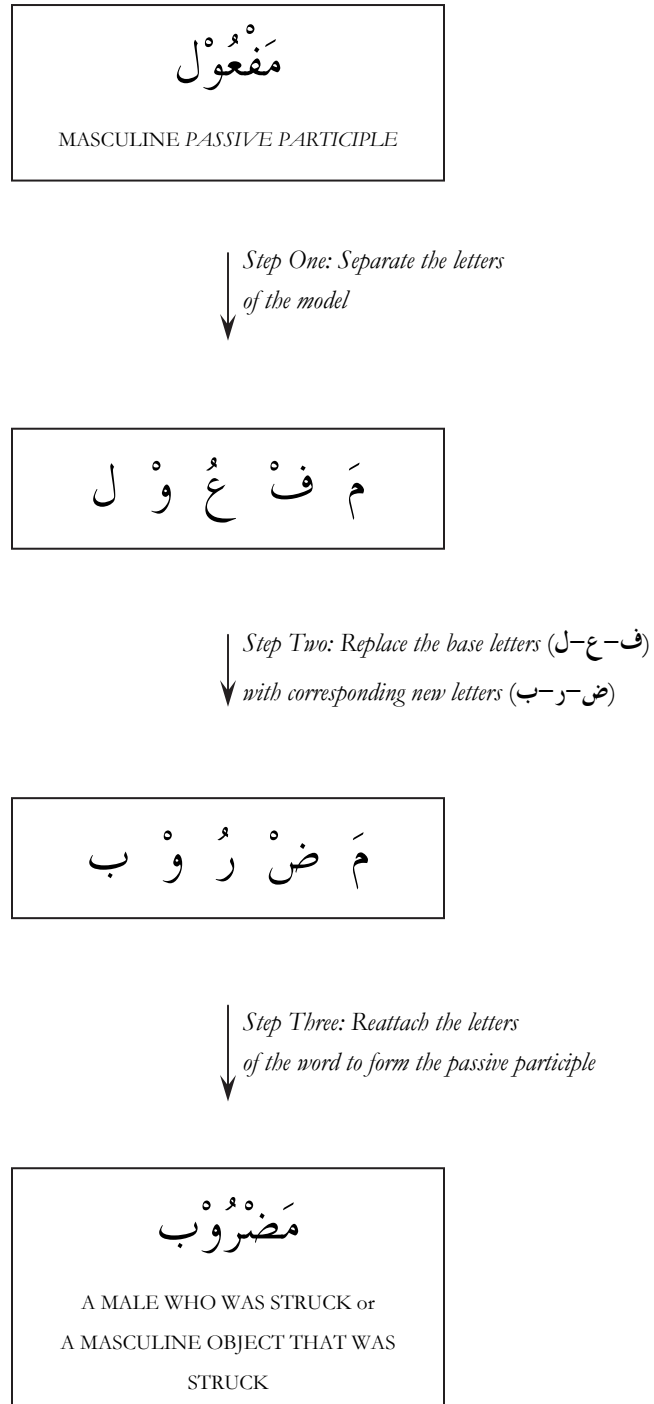 مَفْعُوْل
MASCULINE PASSIVE PARTICIPLE
Step One: Separate the letters
of the model
مَ فْ عُ وْ ل
Step Two: Replace the base letters (ف–ع–ل)
with corresponding new letters (ض–ر–ب)
مَ ضْ رُ وْ ب
Step Three: Reattach the letters
of the word to form the passive participle
مَضْرُوْب
A MALE WHO WAS STRUCK or
A MASCULINE OBJECT THAT WAS
STRUCK